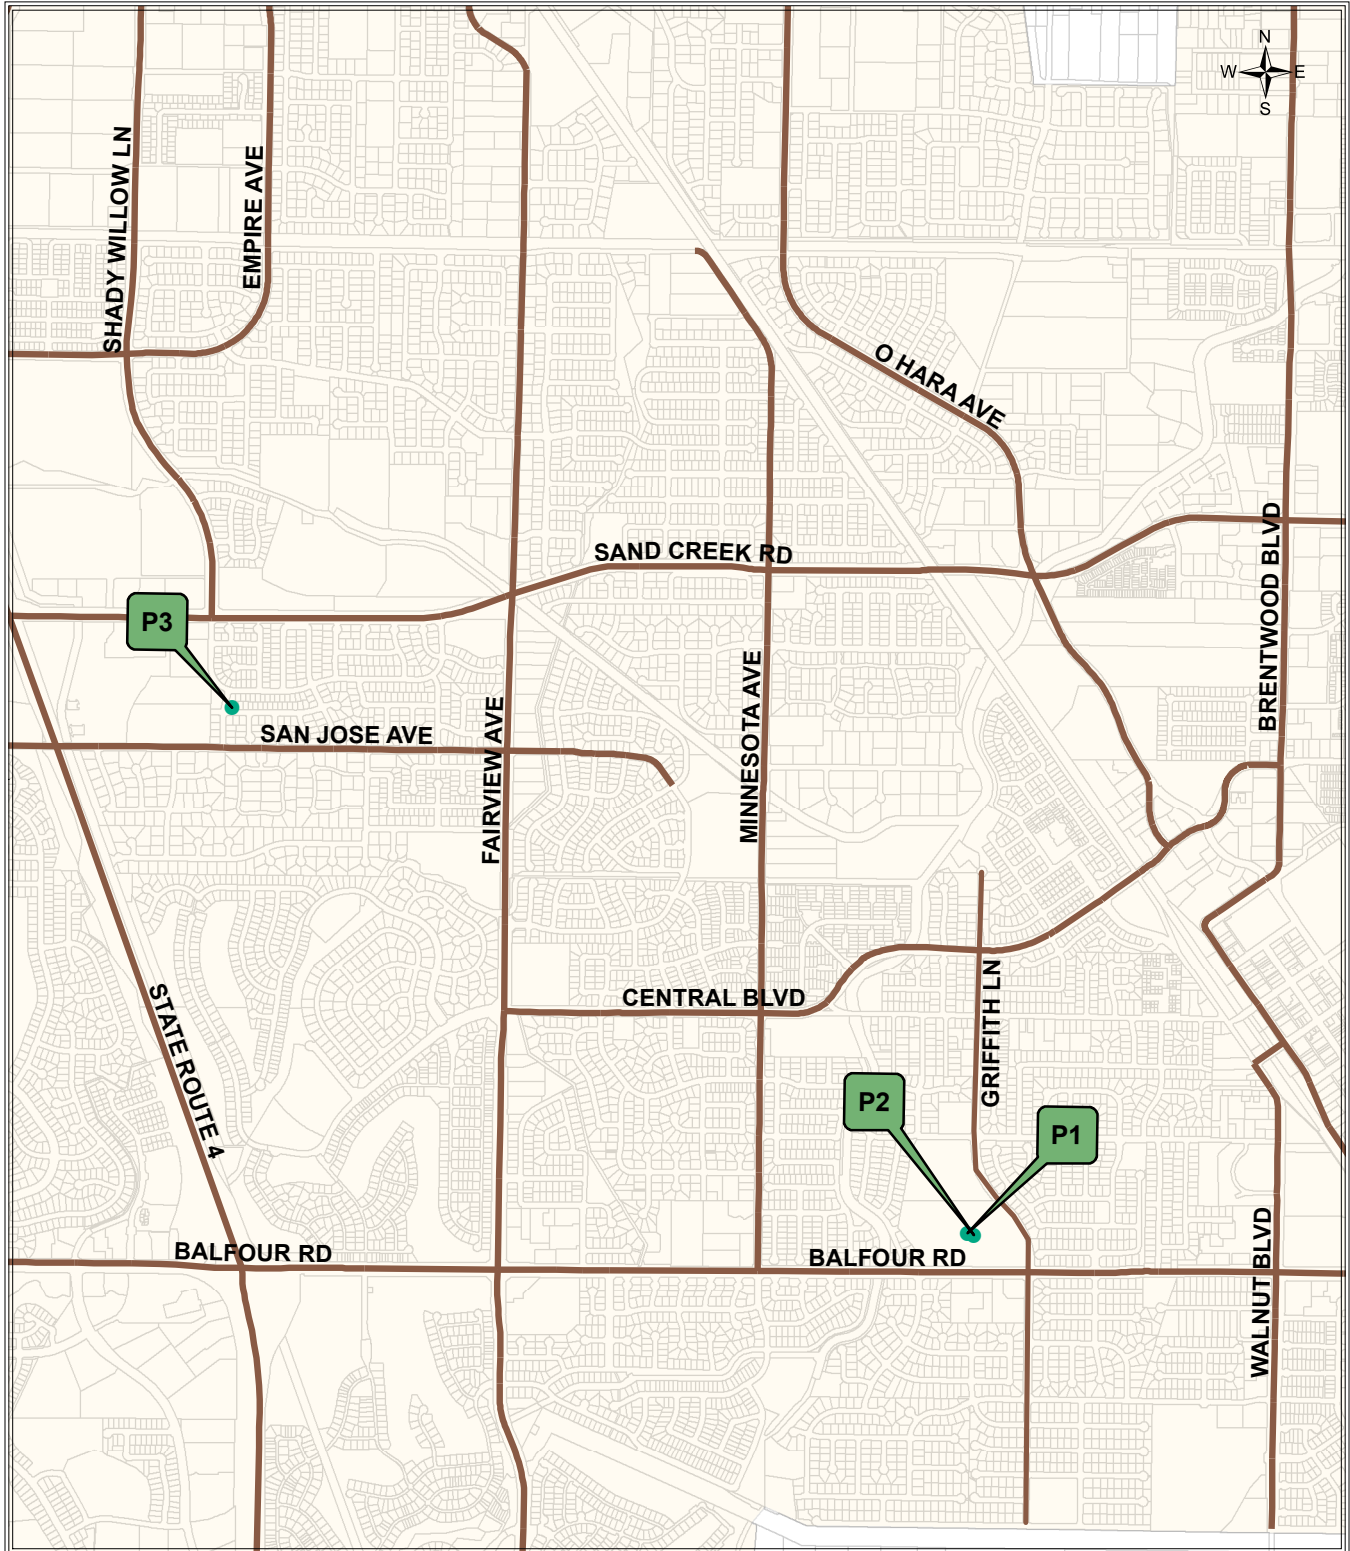 N
W E
S
SHADY WILLOW LN
EMPIRE AVE
O HARA AVE
SAND CREEK RD
BRENTWOOD BLVD
P3
SAN JOSE AVE
FAIRVIEW AVE
MINNESOTA AVE
CENTRAL BLVD
GRIFFITH LN
STATE ROUTE 4
P2
P1
BALFOUR RD
BALFOUR RD
WALNUT BLVD